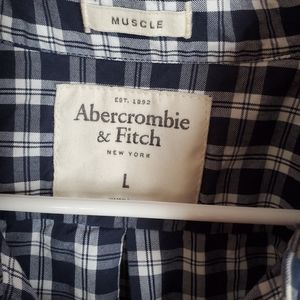 MUSCLE
EST. 1892
Abercrombie
& Fitch
NEW YORK
L